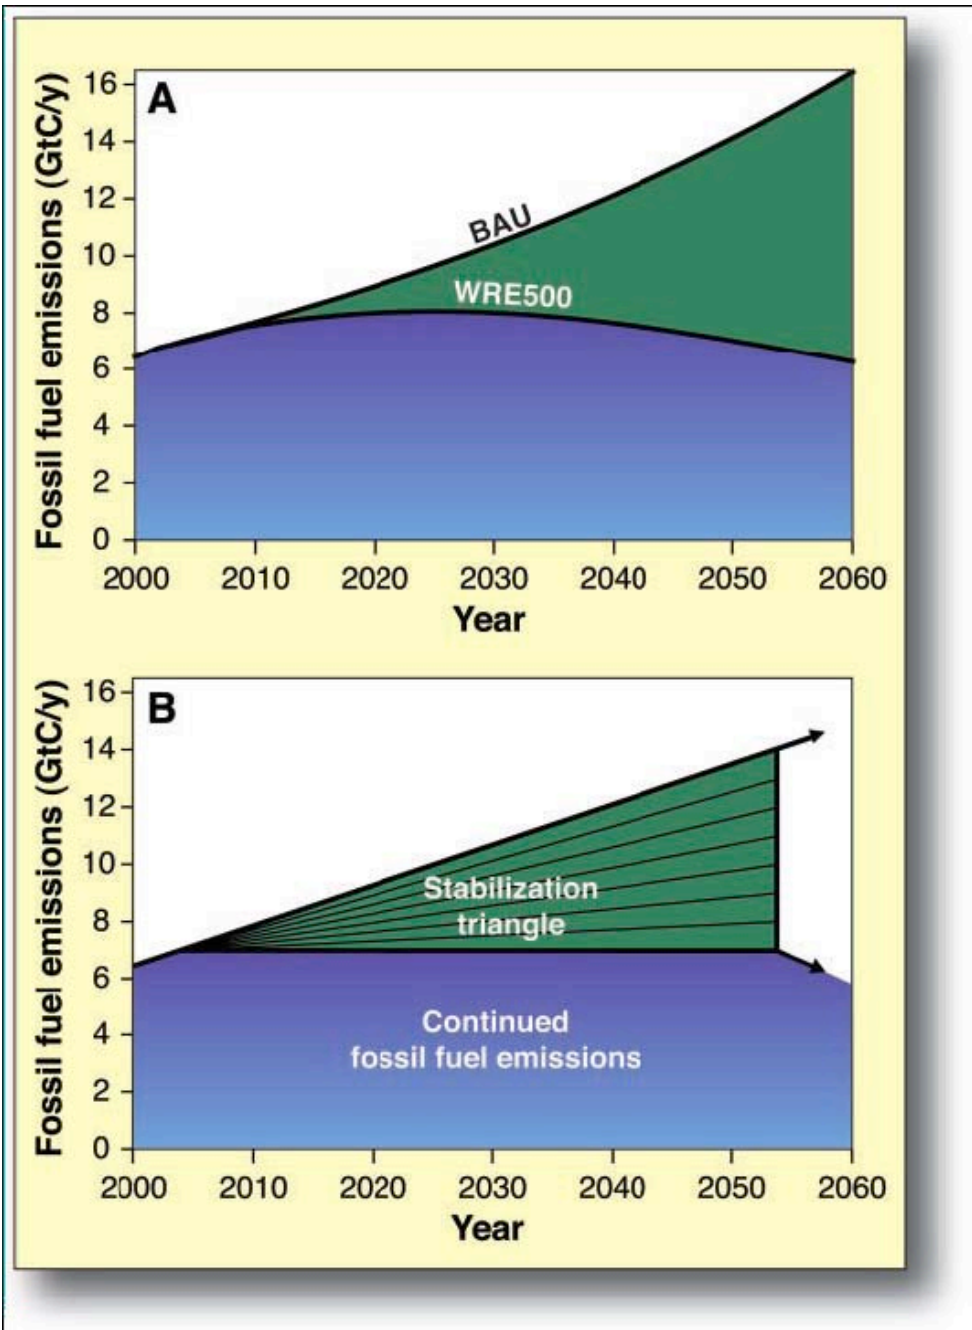 A
Fossil fuel emissions (GtC/y)
16
14
12
10
8
6
4
2
0
BAU
WRE500
2000 2010 2020 2030 2040 2050 2060
Year
B
Fossil fuel emissions (GtC/y)
16
14
12
10
8
6
4
2
0
Stabilization
triangle
Continued
fossil fuel emissions
2000 2010 2020 2030 2040 2050 2060
Year